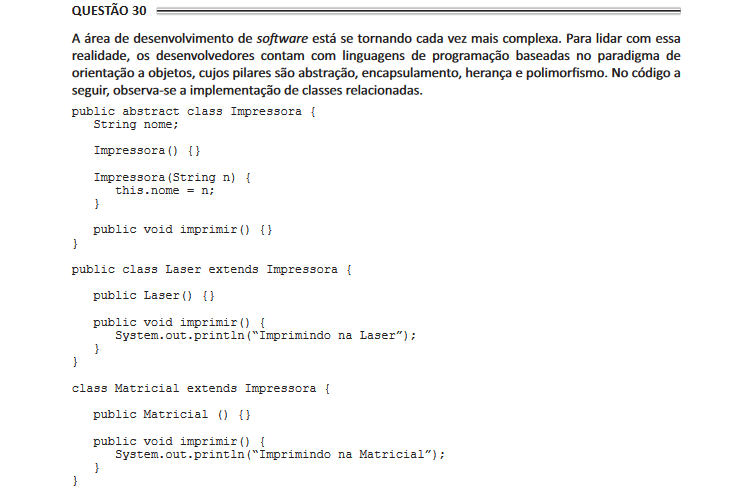 QUESTÃO 30
A área de desenvolvimento de software está se tornando cada vez mais complexa. Para lidar com essa
realidade, os desenvolvedores contam com linguagens de programação baseadas no paradigma de
orientação a objetos, cujos pilares são abstração, encapsulamento, herança e polimorfismo. No código a
seguir, observa-se a implementação de classes relacionadas.
public abstract class Impressora {
   String nome;

   Impressora() {}

   Impressora(String n) {
      this.nome = n;
   }

   public void imprimir() {}
}

public class Laser extends Impressora {

   public Laser() {}

   public void imprimir() {
      System.out.println(“Imprimindo na Laser”);
   }
}

class Matricial extends Impressora {

   public Matricial () {}

   public void imprimir() {
      System.out.println(“Imprimindo na Matricial”);
   }
}